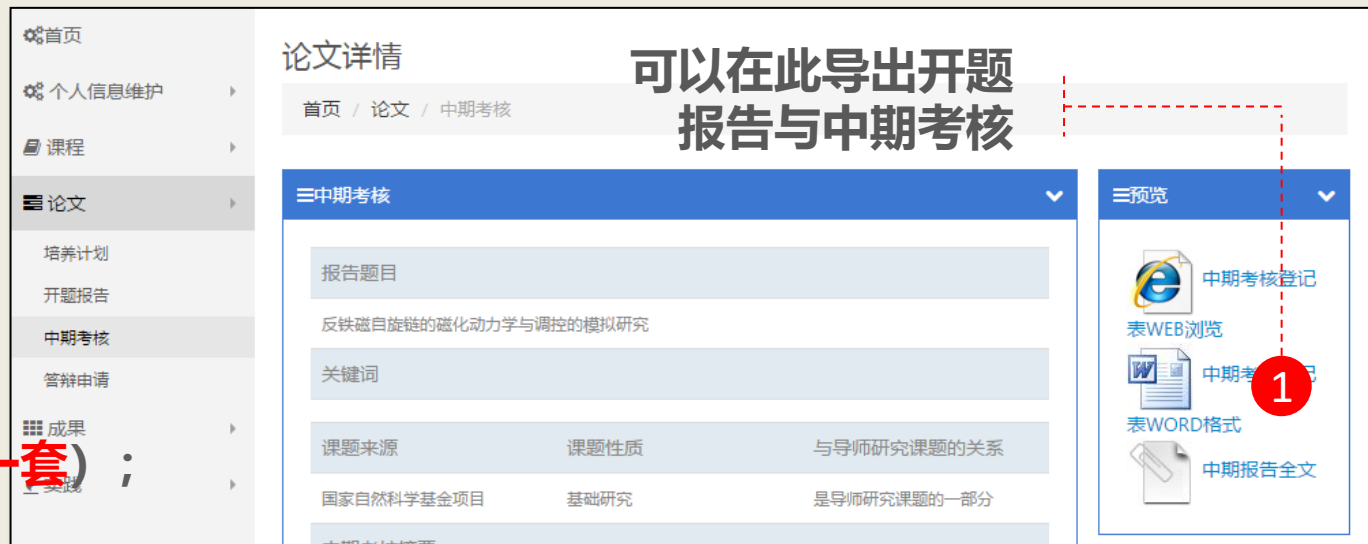 首页
个人信息维护
课程
论文
培养计划
开题报告
中期考核
答辩申请
成果
实践
一套）；
论文详情
首页 / 论文 / 中期考核
可以在此导出开题
报告与中期考核
中期考核
报告题目
反铁磁自旋链的磁化动力学与调控的模拟研究
关键词
课题来源 课题性质 与导师研究课题的关系
国家自然科学基金项目 基础研究 是导师研究课题的一部分
预览
中期考核登记
表WEB浏览
中期考
1
表WORD格式
中期报告全文